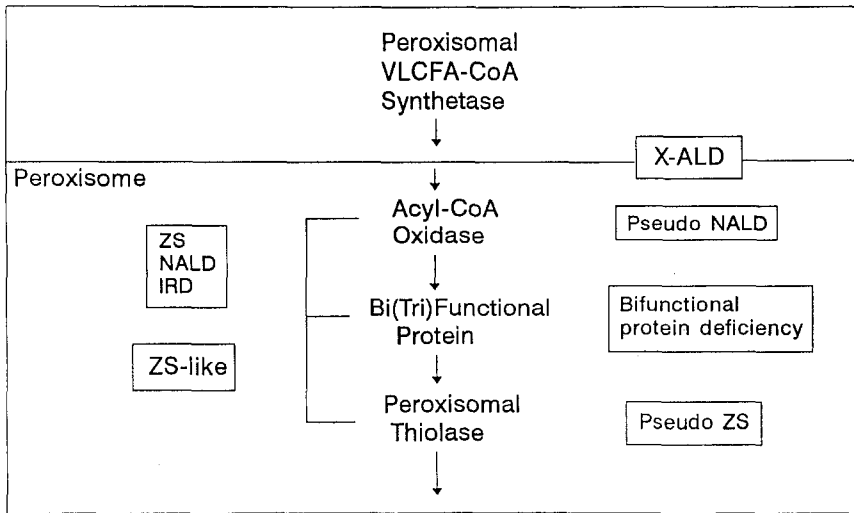 Peroxisomal
VLCFA-CoA
Synthetase
X-ALD
Peroxisome
Acyl-CoA
Oxidase
Pseudo NALD
ZS
NALD
IRD
Bi(Tri)Functional
Protein
Bifunctional
protein deficiency
ZS-like
Peroxisomal
Thiolase
Pseudo ZS